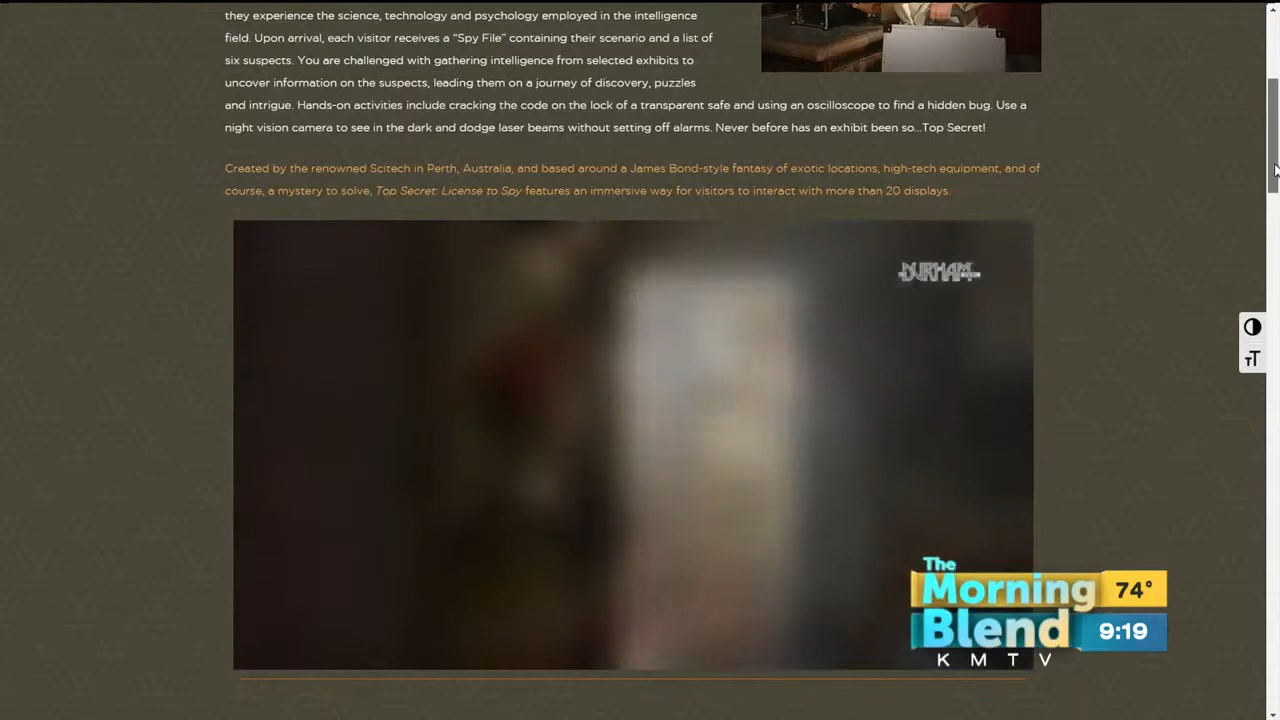 they experience the science, technology and psychology employed in the intelligence
field. Upon arrival, each visitor receives a “Spy File” containing their scenario and a list of
six suspects. You are challenged with gathering intelligence from selected exhibits to
uncover information on the suspects, leading them on a journey of discovery, puzzles
and intrigue. Hands-on activities include cracking the code on the lock of a transparent safe and using an oscilloscope to find a hidden bug. Use a
night vision camera to see in the dark and dodge laser beams without setting off alarms. Never before has an exhibit been so...Top Secret!
Created by the renowned Scitech in Perth, Australia, and based around a James Bond-style fantasy of exotic locations, high-tech equipment, and of
course, a mystery to solve, Top Secret: License to Spy features an immersive way for visitors to interact with more than 20 displays.
DURHAM
TT
The
Morning 74°
Blend 9:19
KMTV